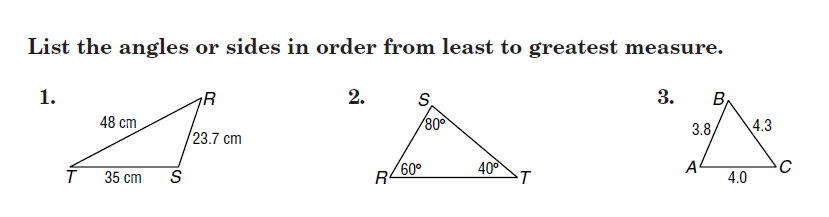 List the angles or sides in order from least to greatest measure.
1.
R
48 cm
23.7 cm
T
35 cm
S
2.
S
80°
R
60°
40°
T
3.
B
3.8
4.3
A
C
4.0